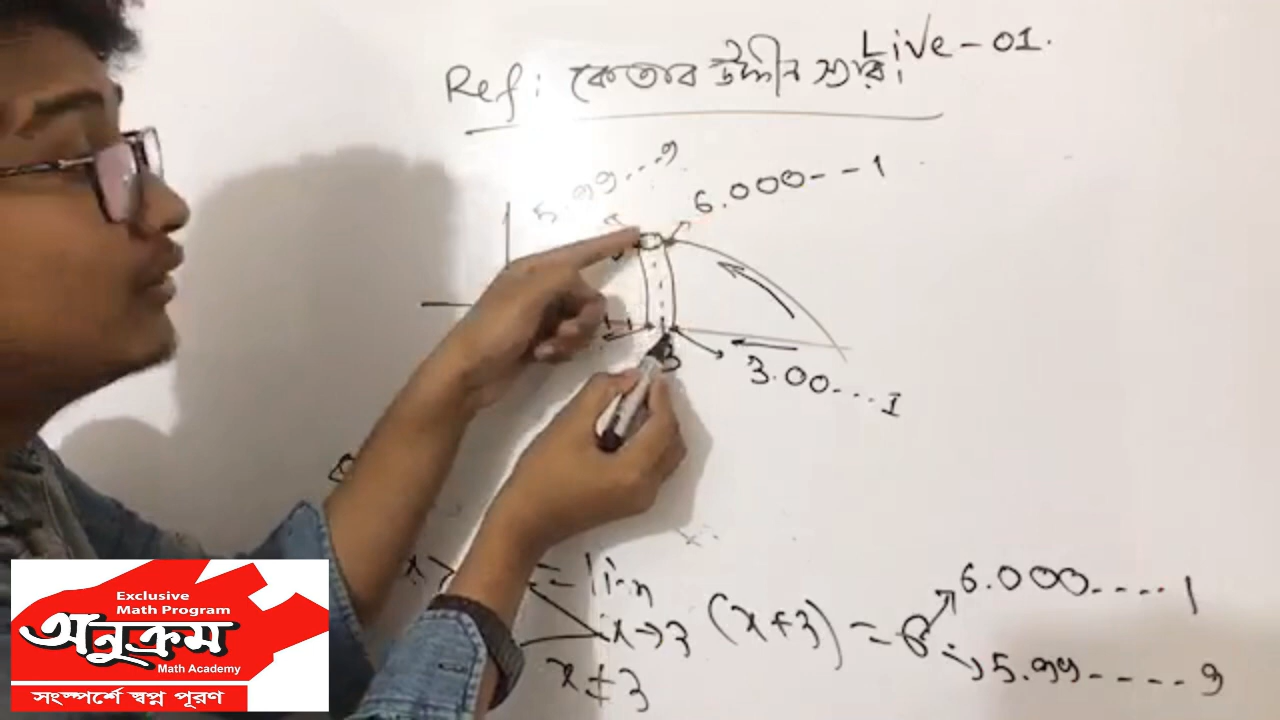 Live-01.
Ref: কেতাব উদ্দীন স্যার।
5.99...9
6.000--1
3
3.00...1
= lim
x→3 (x+3) = 6
x≠3
6.000....1
5.99----9
Exclusive
Math Program
অনুক্রম
Math Academy
সংস্পর্শে স্বপ্ন পূরণ